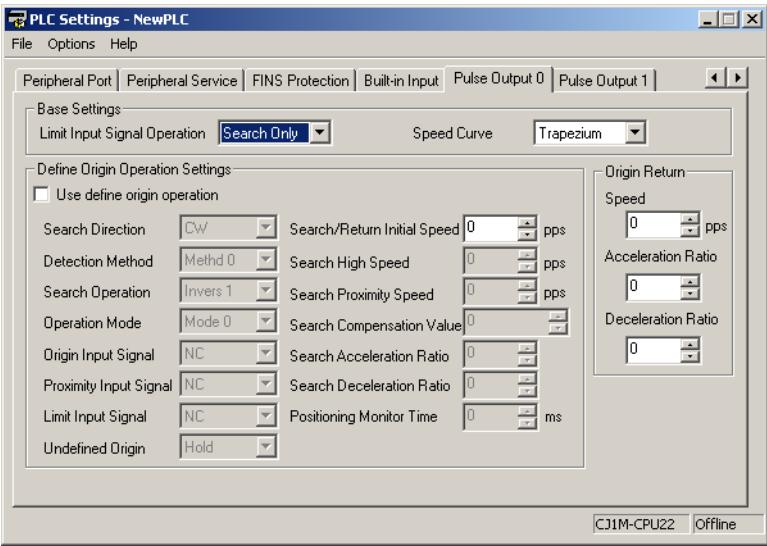 PLC Settings - NewPLC
File Options Help
Peripheral Port Peripheral Service FINS Protection Built-in Input Pulse Output 0 Pulse Output 1
Base Settings
Limit Input Signal Operation Search Only Speed Curve Trapezium
Define Origin Operation Settings Origin Return
Use define origin operation Speed
Search Direction CW Search/Return Initial Speed 0 pps 0 pps
Detection Method Methd 0 Search High Speed 0 pps Acceleration Ratio
Search Operation Invers 1 Search Proximity Speed 0 pps 0
Operation Mode Mode 0 Search Compensation Value 0 Deceleration Ratio
Origin Input Signal NC Search Acceleration Ratio 0 0
Proximity Input Signal NC Search Deceleration Ratio 0
Limit Input Signal NC Positioning Monitor Time 0 ms
Undefined Origin Hold
CJ1M-CPU22 Offline